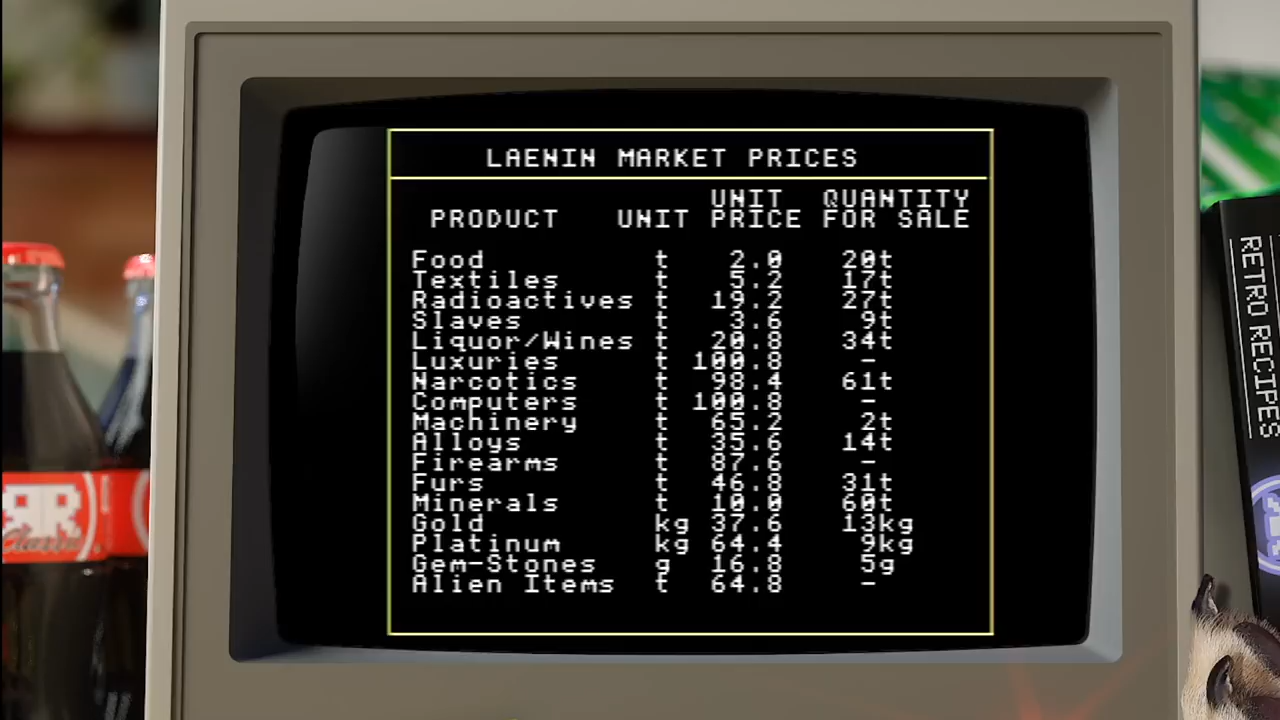 LAENIN MARKET PRICES
UNIT QUANTITY
PRODUCT UNIT PRICE FOR SALE
Food t 2.0 20t
Textiles t 5.2 17t
Radioactives t 19.2 27t
Slaves t 3.6 9t
Liquor/Wines t 20.8 34t
Luxuries t 100.8 -
Narcotics t 98.4 61t
Computers t 100.8 -
Machinery t 65.2 2t
Alloys t 35.6 14t
Firearms t 87.6 -
Furs t 46.8 31t
Minerals t 10.0 60t
Gold kg 37.6 13kg
Platinum kg 64.4 9kg
Gem-Stones g 16.8 5g
Alien Items t 64.8 -
RETRO RECIPES
RR
Classic